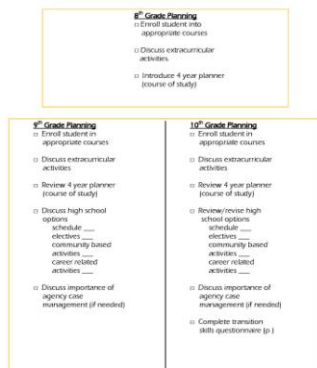 8th Grade Planning
□ Enroll student into
appropriate courses
□ Discuss extracurricular
activities
□ Introduce 4 year planner
(course of study)
9th Grade Planning
□ Enroll student in
appropriate courses
□ Discuss extracurricular
activities
□ Review 4 year planner
(course of study)
□ Discuss high school
options
schedule ___
electives ___
community based
activities ___
career related
activities ___
□ Discuss importance of
agency case
management (if needed)
10th Grade Planning
□ Enroll student in
appropriate courses
□ Discuss extracurricular
activities
□ Review 4 year planner
(course of study)
□ Review/revise high
school options
schedule ___
electives ___
community based
activities ___
career related
activities ___
□ Discuss importance of
agency case
management (if needed)
□ Complete transition
skills questionnaire (p )